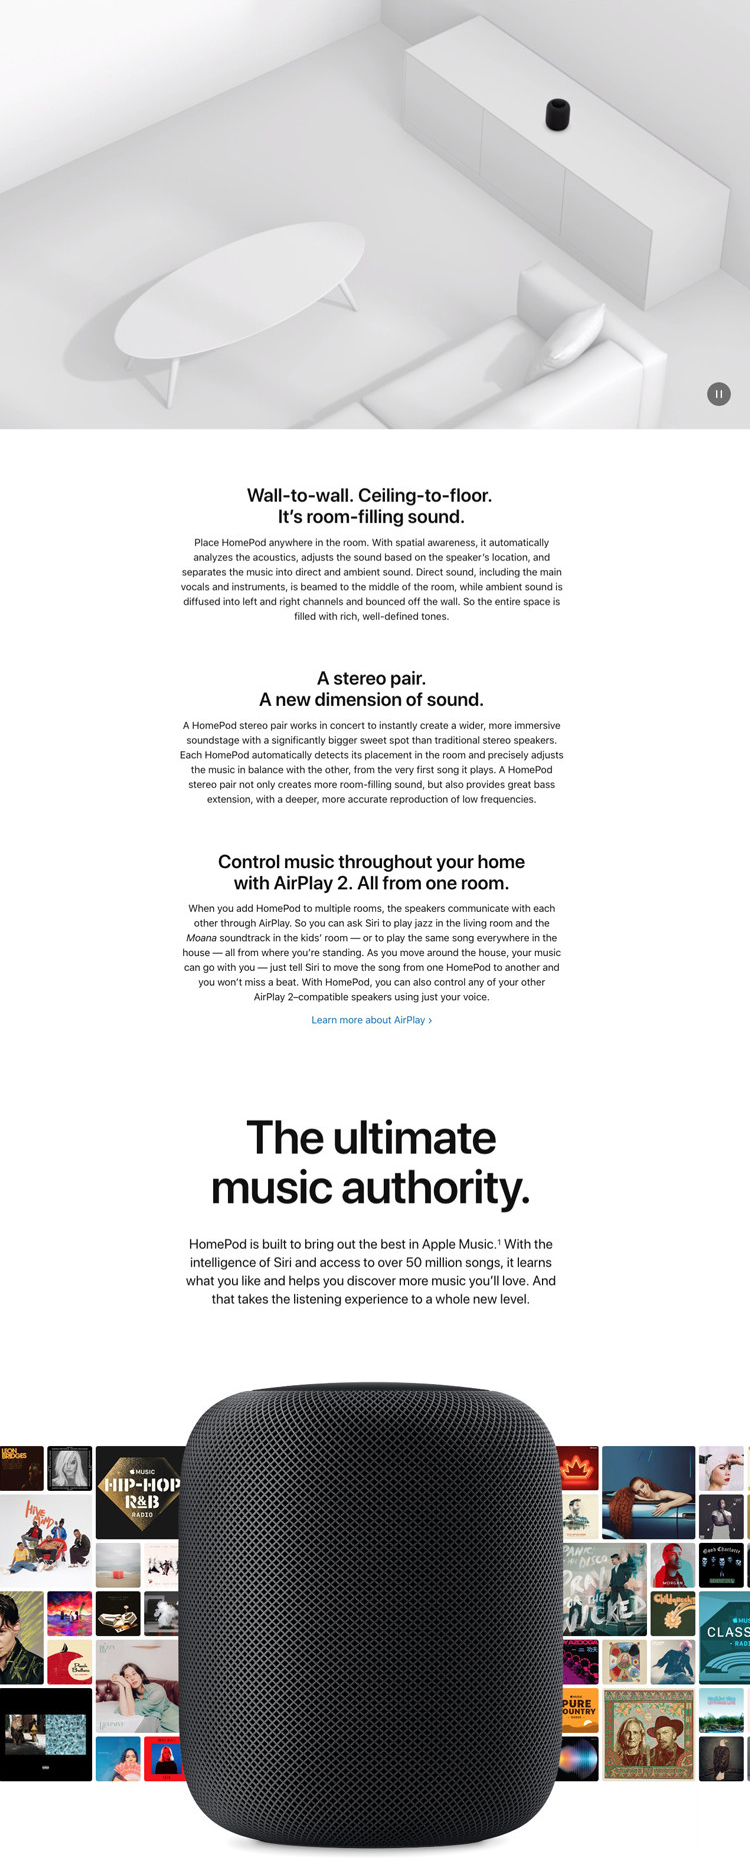 Wall-to-wall. Ceiling-to-floor.
It’s room-filling sound.
Place HomePod anywhere in the room. With spatial awareness, it automatically
analyzes the acoustics, adjusts the sound based on the speaker’s location, and
separates the music into direct and ambient sound. Direct sound, including the main
vocals and instruments, is beamed to the middle of the room, while ambient sound is
diffused into left and right channels and bounced off the wall. So the entire space is
filled with rich, well-defined tones.
A stereo pair.
A new dimension of sound.
A HomePod stereo pair works in concert to instantly create a wider, more immersive
soundstage with a significantly bigger sweet spot than traditional stereo speakers.
Each HomePod automatically detects its placement in the room and precisely adjusts
the music in balance with the other, from the very first song it plays. A HomePod
stereo pair not only creates more room-filling sound, but also provides great bass
extension, with a deeper, more accurate reproduction of low frequencies.
Control music throughout your home
with AirPlay 2. All from one room.
When you add HomePod to multiple rooms, the speakers communicate with each
other through AirPlay. So you can ask Siri to play jazz in the living room and the
Moana soundtrack in the kids’ room — or to play the same song everywhere in the
house — all from where you’re standing. As you move around the house, your music
can go with you — just tell Siri to move the song from one HomePod to another and
you won’t miss a beat. With HomePod, you can also control any of your other
AirPlay 2–compatible speakers using just your voice.
Learn more about AirPlay ›
The ultimate
music authority.
HomePod is built to bring out the best in Apple Music.¹ With the
intelligence of Siri and access to over 50 million songs, it learns
what you like and helps you discover more music you’ll love. And
that takes the listening experience to a whole new level.
LEON
BRIDGES
MUSIC
HIP-HOP
R&B
RADIO
HIVE
MIND
PRAY
FOR THE
WICKED
MORGAN
Good Charlotte
CLASS
PURE
COUNTRY